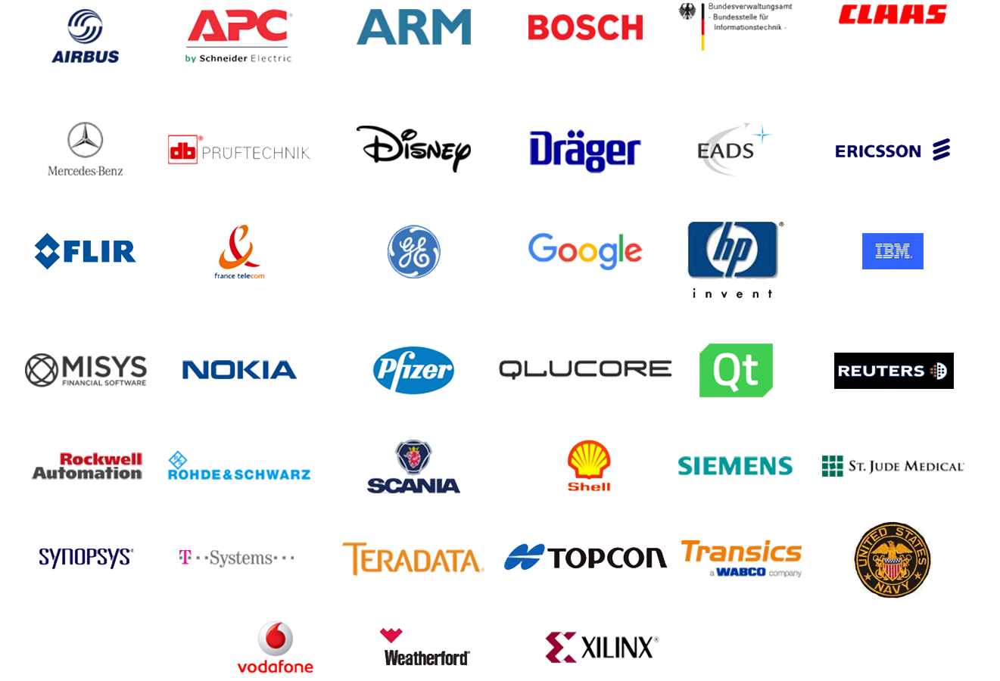 AIRBUS
APC®
by Schneider Electric
ARM
BOSCH
Bundesverwaltungsamt
- Bundesstelle für
Informationstechnik -
CLAAS
Mercedes-Benz
db® PRÜFTECHNIK
DISNEY
Dräger
EADS
ERICSSON
FLIR
france telecom
GE
Google
hp®
invent
IBM.
MISYS
FINANCIAL SOFTWARE
NOKIA
Pfizer
QLUCORE
Qt
REUTERS
Rockwell
Automation
R S
ROHDE&SCHWARZ
SCANIA
Shell
SIEMENS
ST. JUDE MEDICAL
SYNOPSYS®
T··Systems···
TERADATA
TOPCON
Transics
a WABCO company
UNITED STATES
NAVY
vodafone
Weatherford®
XILINX®